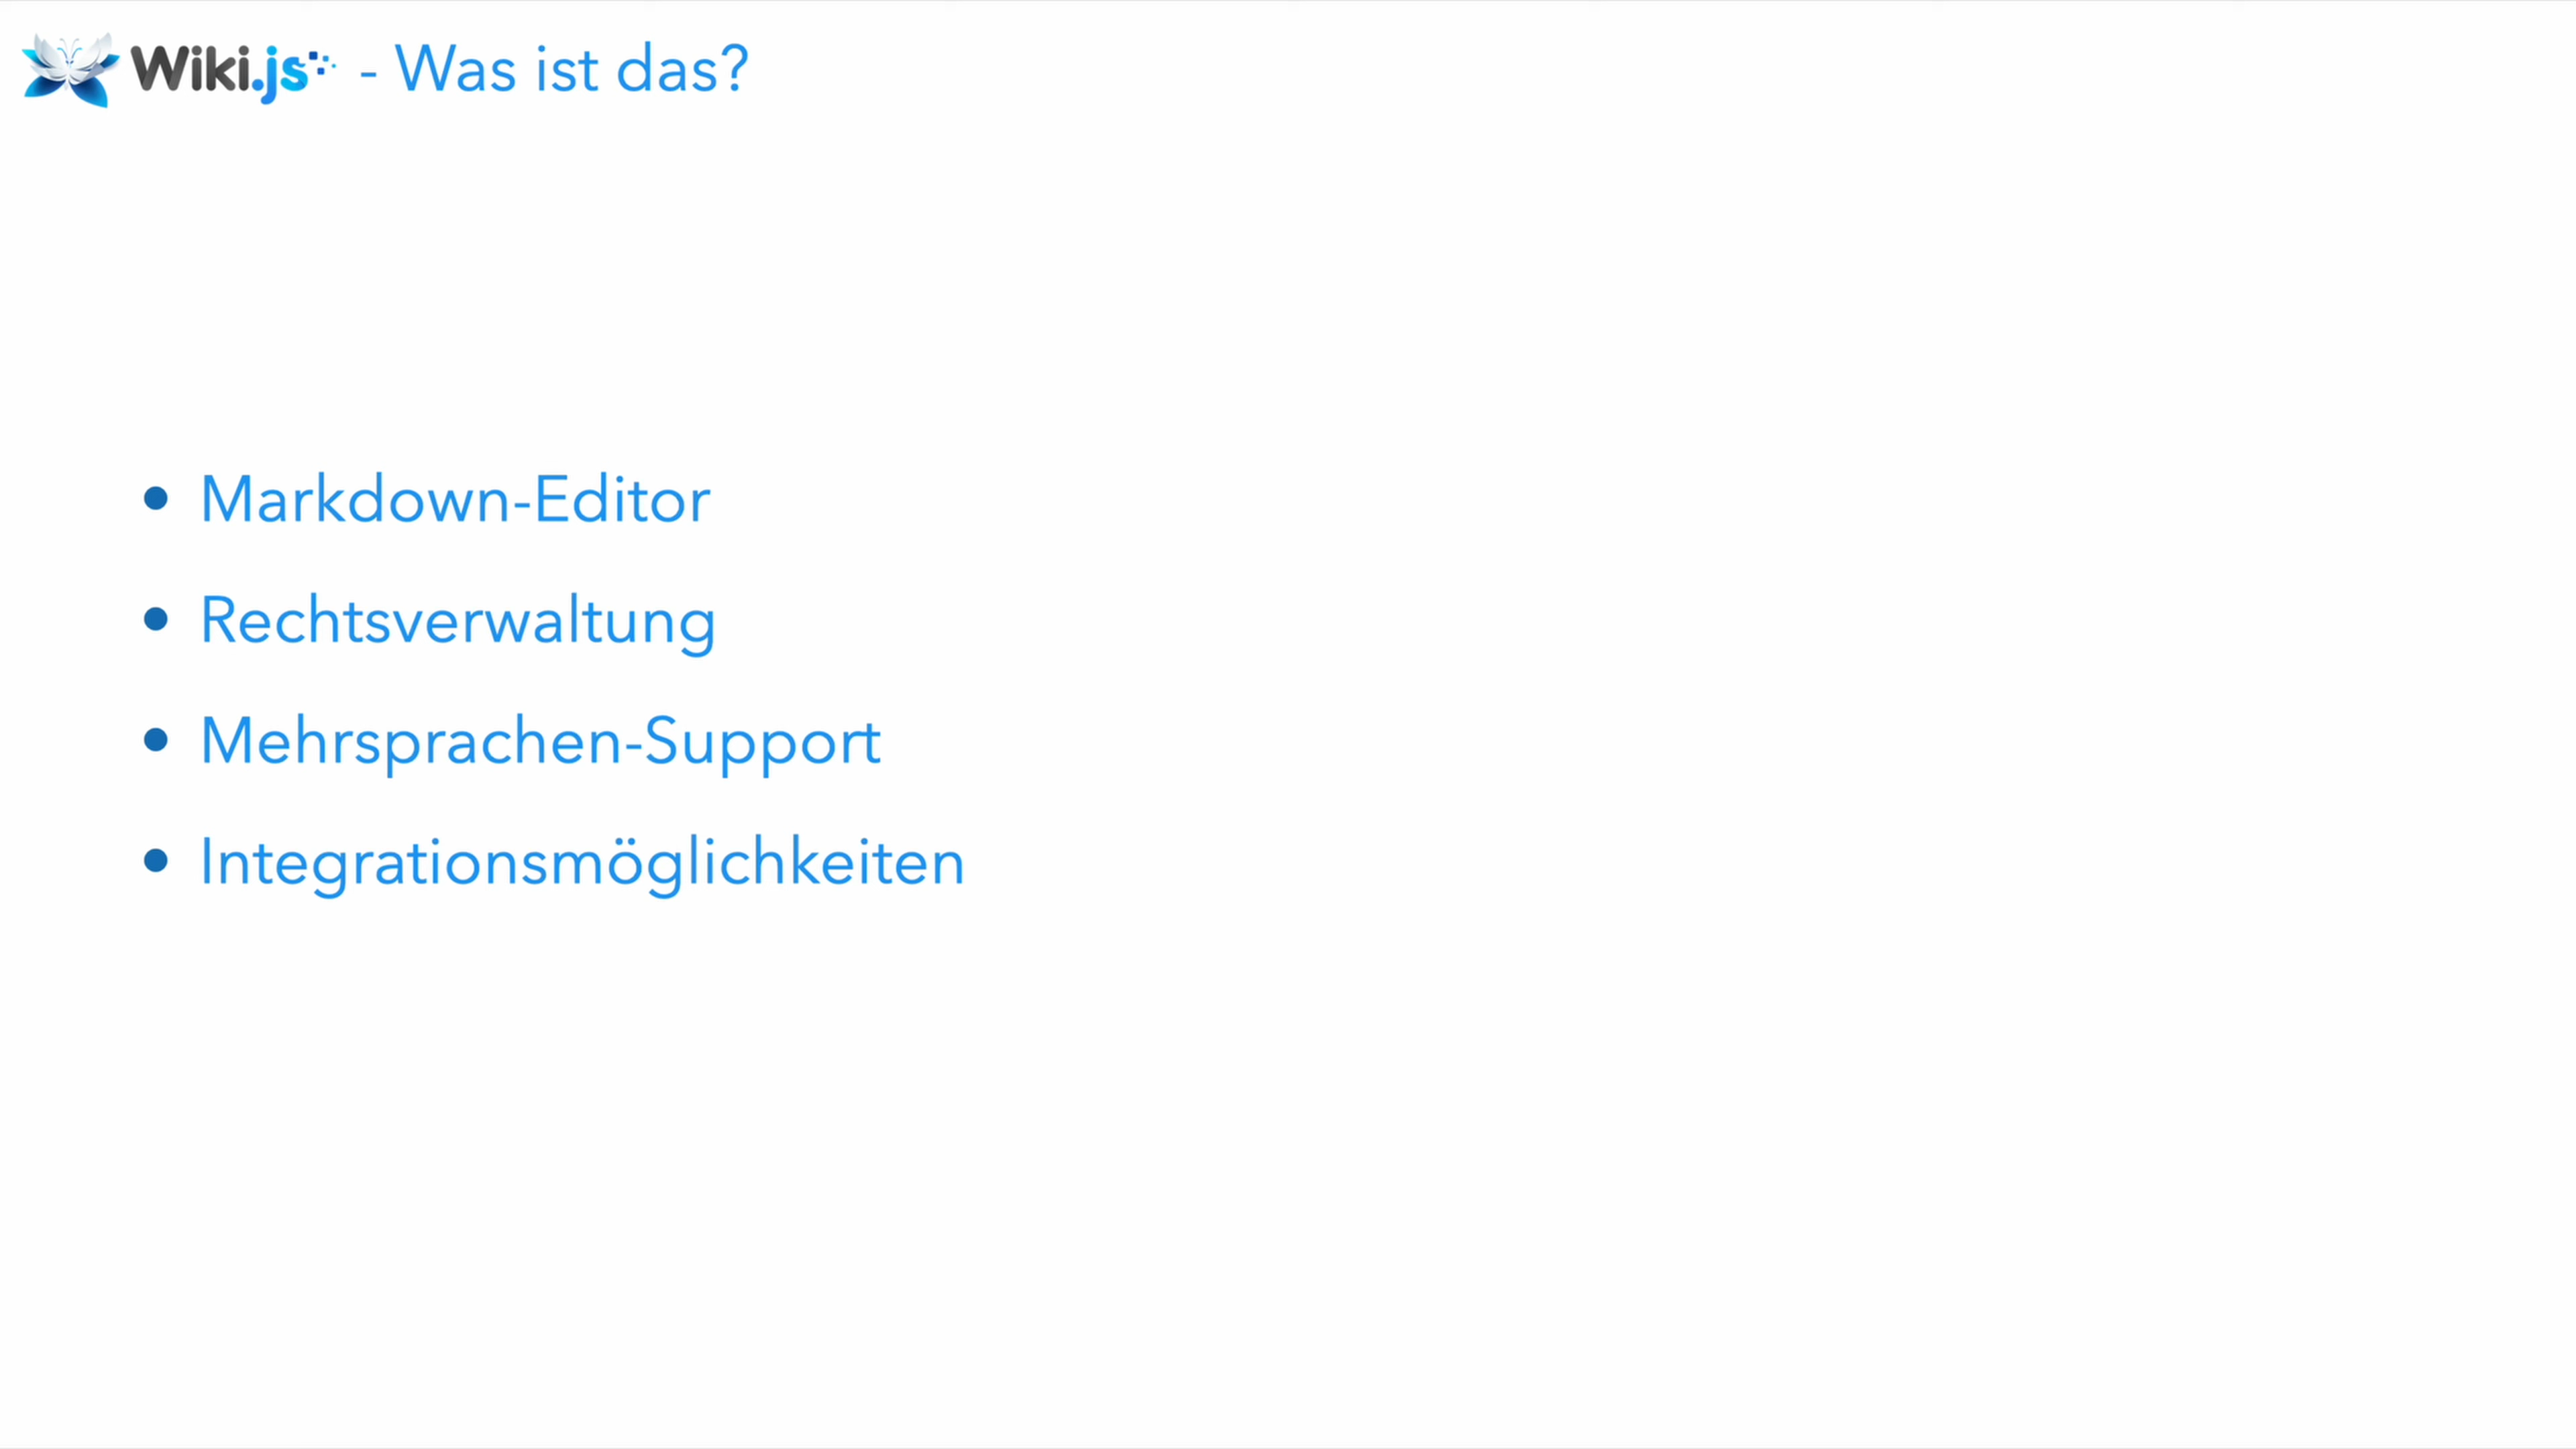 Wiki.js - Was ist das?
• Markdown-Editor
• Rechtsverwaltung
• Mehrsprachen-Support
• Integrationsmöglichkeiten